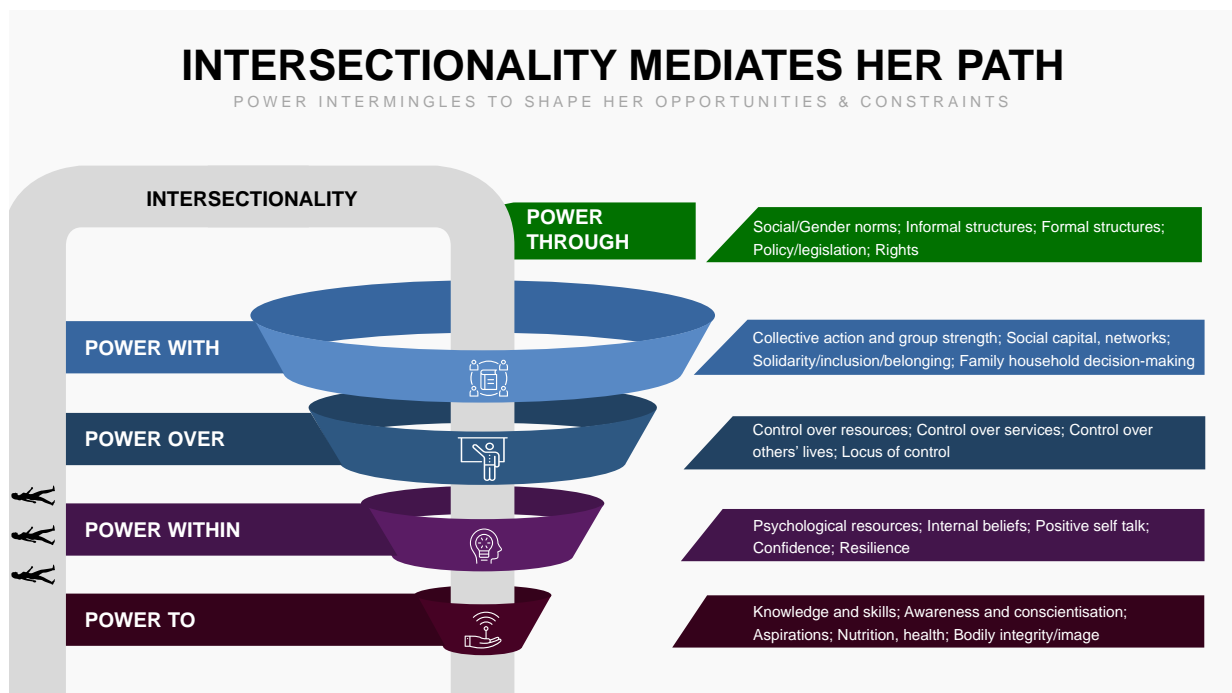 INTERSECTIONALITY MEDIATES HER PATH
POWER INTERMINGLES TO SHAPE HER OPPORTUNITIES & CONSTRAINTS
INTERSECTIONALITY
POWER
THROUGH
Social/Gender norms; Informal structures; Formal structures;
Policy/legislation; Rights
POWER WITH
Collective action and group strength; Social capital, networks;
Solidarity/inclusion/belonging; Family household decision-making
POWER OVER
Control over resources; Control over services; Control over
others’ lives; Locus of control
POWER WITHIN
Psychological resources; Internal beliefs; Positive self talk;
Confidence; Resilience
POWER TO
Knowledge and skills; Awareness and conscientisation;
Aspirations; Nutrition, health; Bodily integrity/image